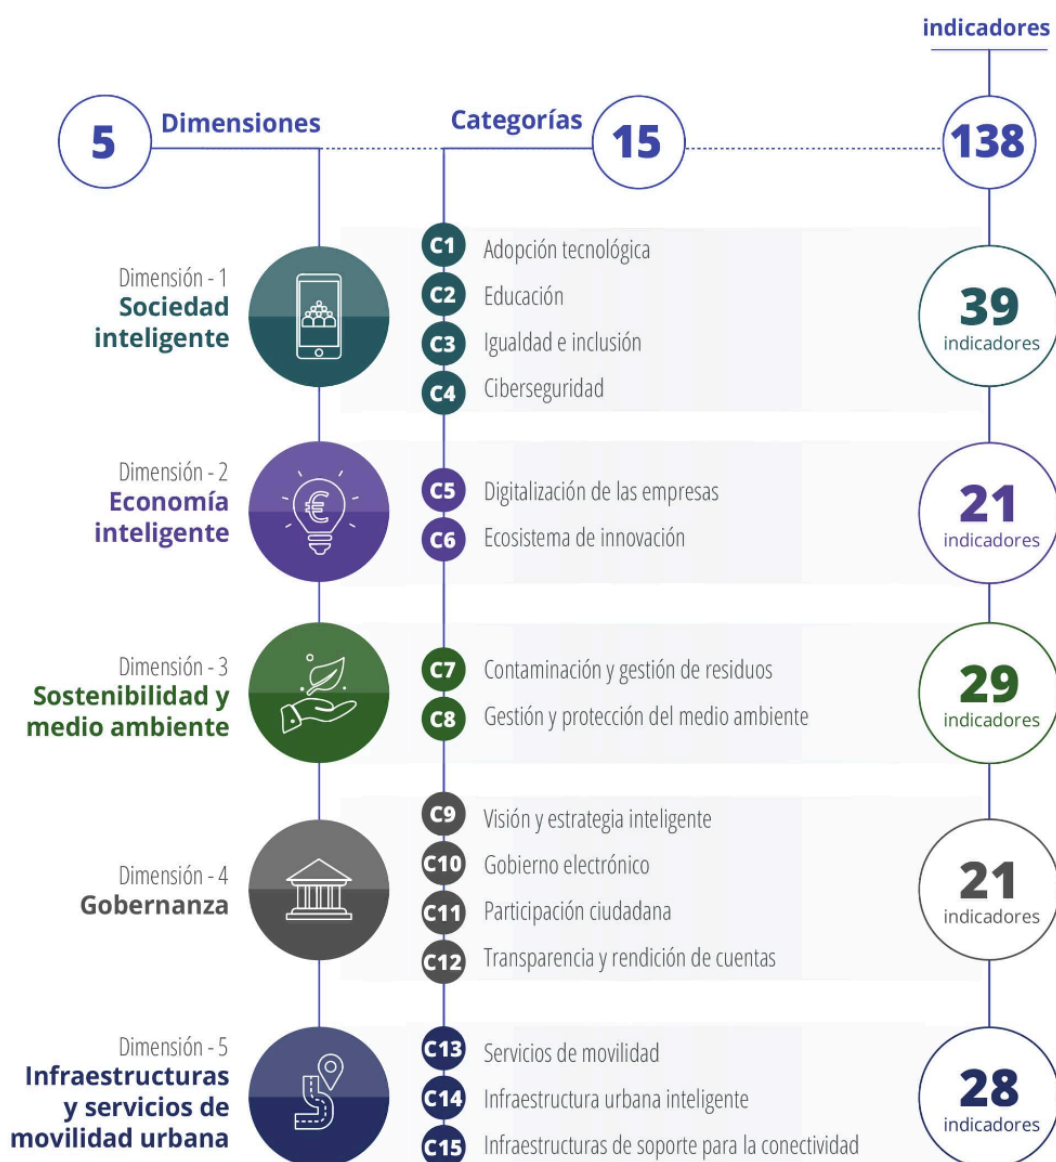 indicadores
5
Dimensiones
Categorías
15
138
Dimensión - 1
Sociedad
inteligente
C1 Adopción tecnológica
C2 Educación
C3 Igualdad e inclusión
C4 Ciberseguridad
39
indicadores
Dimensión - 2
Economía
inteligente
€
C5 Digitalización de las empresas
C6 Ecosistema de innovación
21
indicadores
Dimensión - 3
Sostenibilidad y
medio ambiente
C7 Contaminación y gestión de residuos
C8 Gestión y protección del medio ambiente
29
indicadores
Dimensión - 4
Gobernanza
C9 Visión y estrategia inteligente
C10 Gobierno electrónico
C11 Participación ciudadana
C12 Transparencia y rendición de cuentas
21
indicadores
Dimensión - 5
Infraestructuras
y servicios de
movilidad urbana
C13 Servicios de movilidad
C14 Infraestructura urbana inteligente
C15 Infraestructuras de soporte para la conectividad
28
indicadores